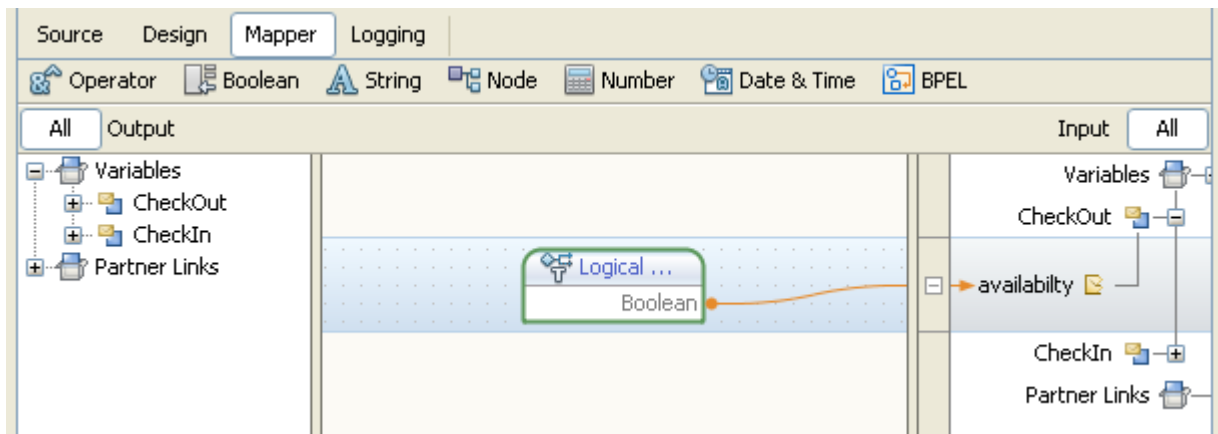 Source Design Mapper Logging
Operator Boolean String Node Number Date & Time BPEL
All Output Input All
Variables Variables
CheckOut CheckOut
CheckIn
Partner Links Logical ... availabilty
Boolean
CheckIn
Partner Links